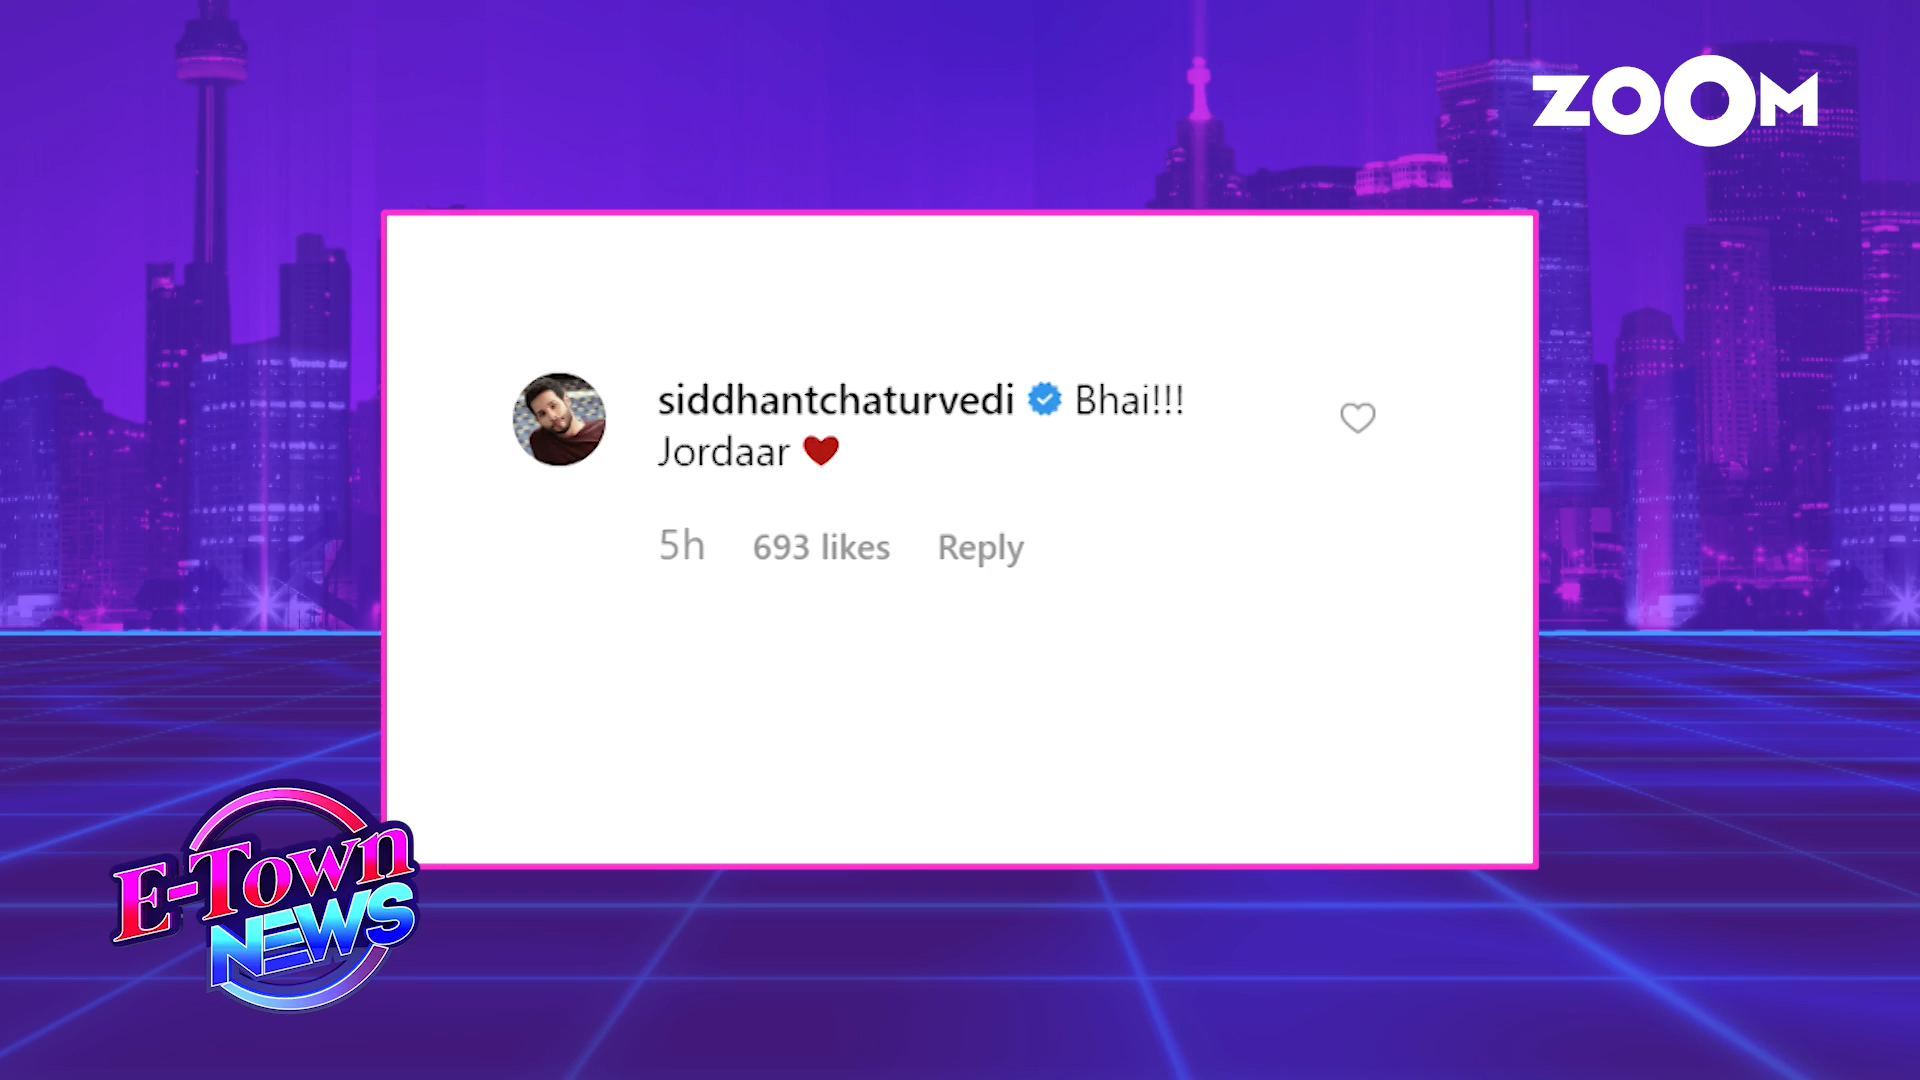 ZOOM
siddhantchaturvedi Bhai!!!
Jordaar ❤
5h 693 likes Reply
E-Town
NEWS